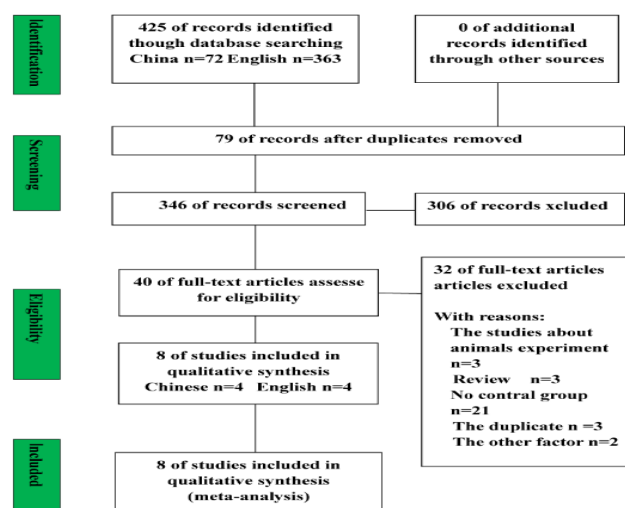 Identification
425 of records identified
though database searching
China n=72 English n=363
0 of additional
records identified
through other sources
Screening
79 of records after duplicates removed
346 of records screened
306 of records xcluded
Eligibility
40 of full-text articles assesse
for eligibility
32 of full-text articles
articles excluded
With reasons:
The studies about
animals experiment
n=3
Review n=3
No contral group
n=21
The duplicate n =3
The other factor n=2
8 of studies included in
qualitative synthesis
Chinese n=4 English n=4
Included
8 of studies included in
qualitative synthesis
(meta-analysis)